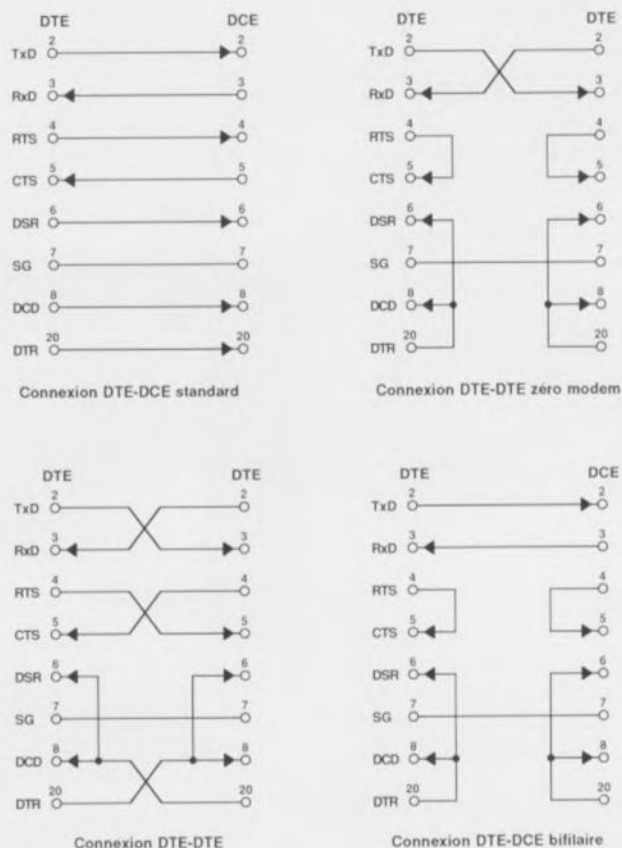 DTE DCE
TxD 2 2
RxD 3 3
RTS 4 4
CTS 5 5
DSR 6 6
SG 7 7
DCD 8 8
DTR 20 20
Connexion DTE-DCE standard
DTE DTE
TxD 2 2
RxD 3 3
RTS 4 4
CTS 5 5
DSR 6 6
SG 7 7
DCD 8 8
DTR 20 20
Connexion DTE-DTE zéro modem
DTE DTE
TxD 2 2
RxD 3 3
RTS 4 4
CTS 5 5
DSR 6 6
SG 7 7
DCD 8 8
DTR 20 20
Connexion DTE-DTE
DTE DCE
TxD 2 2
RxD 3 3
RTS 4 4
CTS 5 5
DSR 6 6
SG 7 7
DCD 8 8
DTR 20 20
Connexion DTE-DCE bifilaire